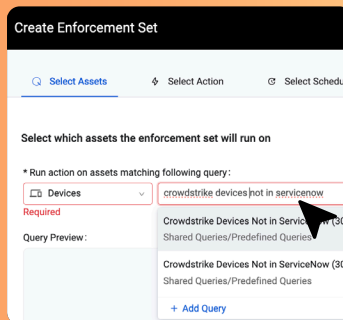 Create Enforcement Set
Select Assets
Select Action
Select Schedu
Select which assets the enforcement set will run on
* Run action on assets matching following query:
Devices
crowdstrike devices not in servicenow
Required
Crowdstrike Devices Not in Service w (30
Shared Queries/Predefined Queries
Query Preview:
Crowdstrike Devices Not in ServiceNow (30
Shared Queries/Predefined Queries
+ Add Query